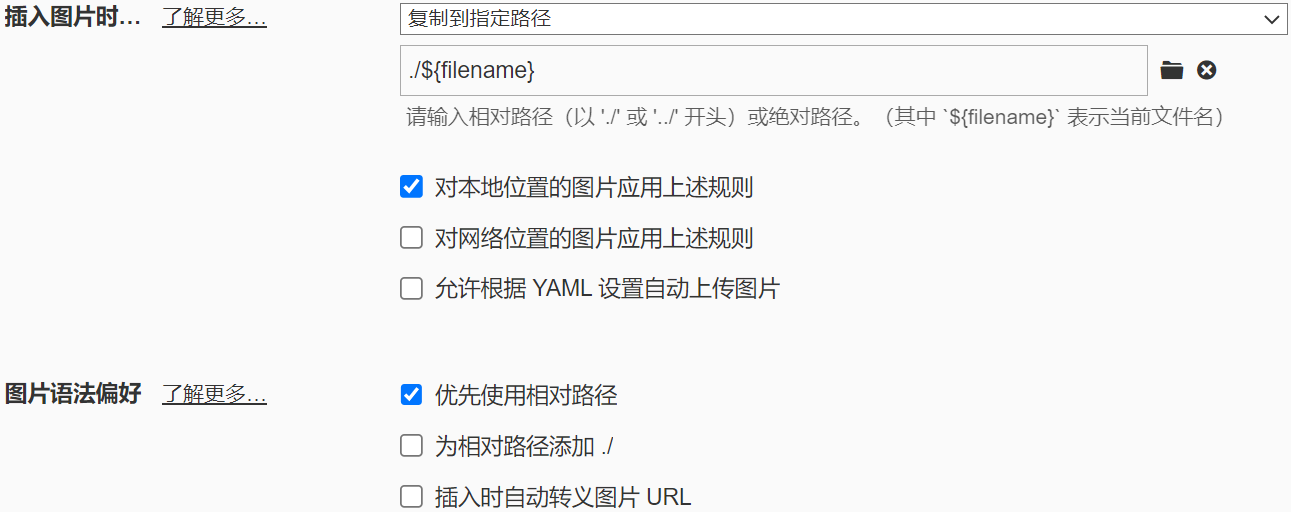 插入图片时... 了解更多... 复制到指定路径
./${filename}
请输入相对路径（以 './' 或 '../' 开头）或绝对路径。（其中 `${filename}` 表示当前文件名）
对本地位置的图片应用上述规则
对网络位置的图片应用上述规则
允许根据 YAML 设置自动上传图片
图片语法偏好 了解更多... 优先使用相对路径
为相对路径添加 ./
插入时自动转义图片 URL